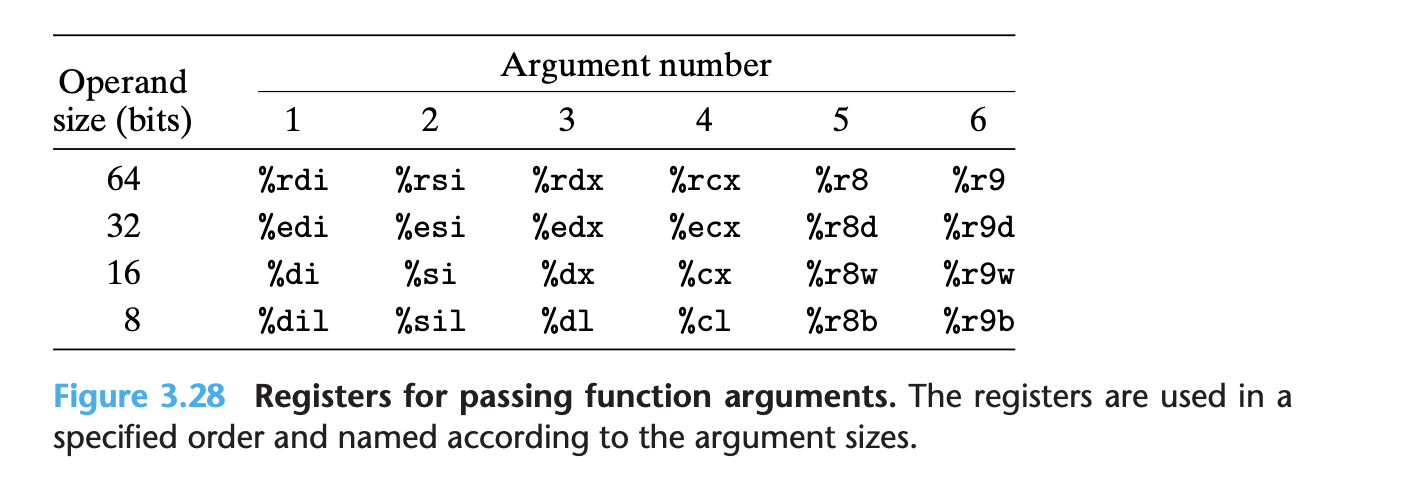 Argument number
Operand
size (bits) 1 2 3 4 5 6
64 %rdi %rsi %rdx %rcx %r8 %r9
32 %edi %esi %edx %ecx %r8d %r9d
16 %di %si %dx %cx %r8w %r9w
8 %dil %sil %dl %cl %r8b %r9b
Figure 3.28 Registers for passing function arguments. The registers are used in a
specified order and named according to the argument sizes.